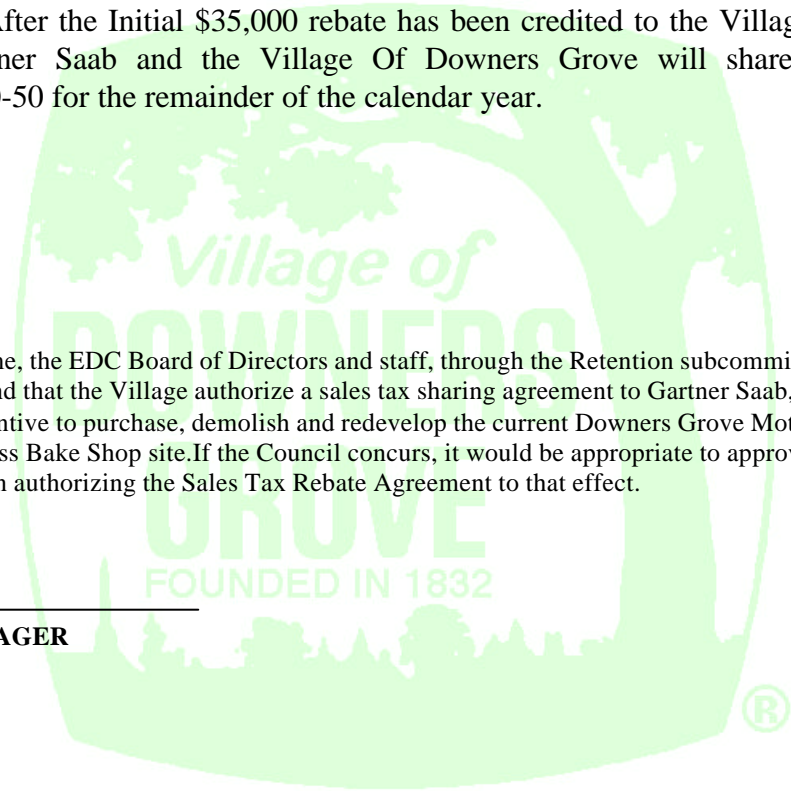 After the Initial $35,000 rebate has been credited to the Villag
ner Saab and the Village Of Downers Grove will share
0-50 for the remainder of the calendar year.
Village of
DOWNERS
GROVE
FOUNDED IN 1832
ne, the EDC Board of Directors and staff, through the Retention subcommi
nd that the Village authorize a sales tax sharing agreement to Gartner Saab,
ntive to purchase, demolish and redevelop the current Downers Grove Mot
ss Bake Shop site.If the Council concurs, it would be appropriate to approv
n authorizing the Sales Tax Rebate Agreement to that effect.
AGER
®